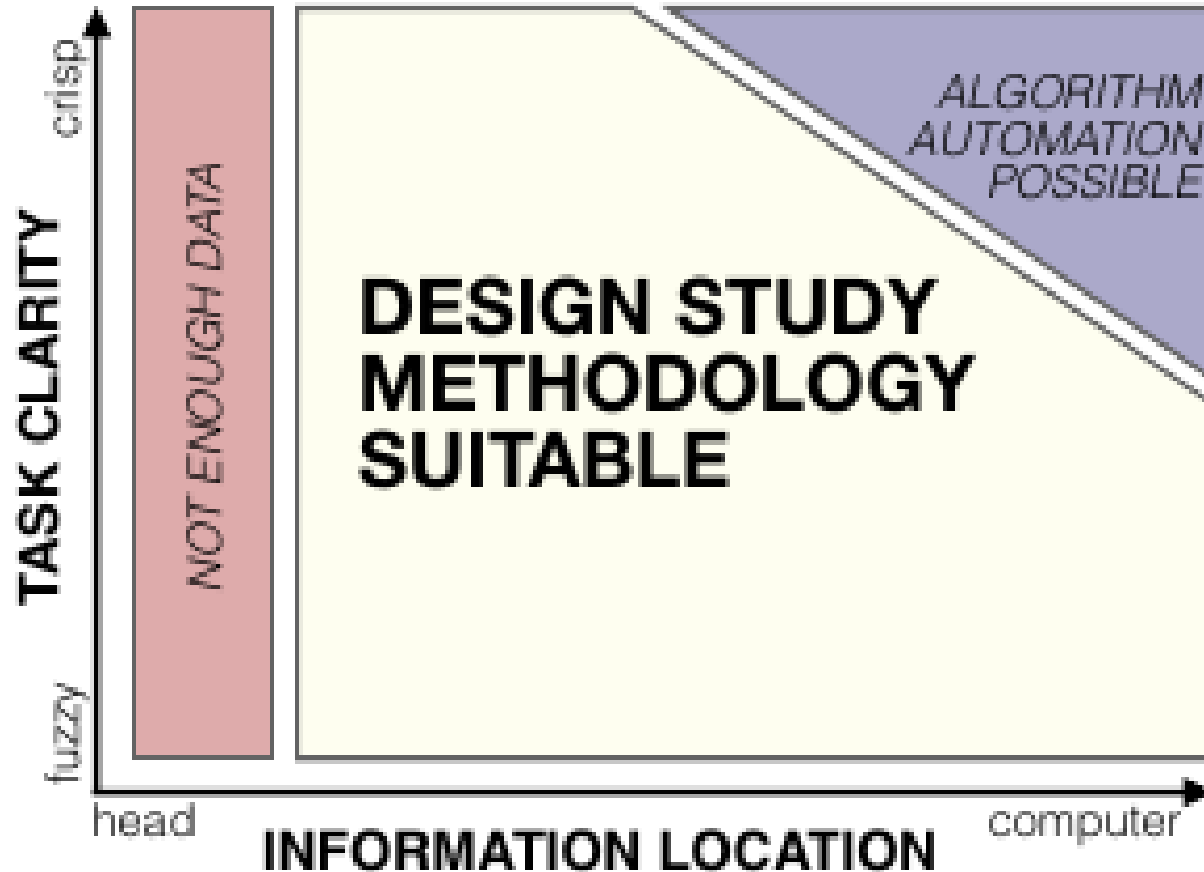 crisp
TASK CLARITY
fuzzy
NOT ENOUGH DATA
DESIGN STUDY
METHODOLOGY
SUITABLE
ALGORITHM
AUTOMATION
POSSIBLE
head
computer
INFORMATION LOCATION